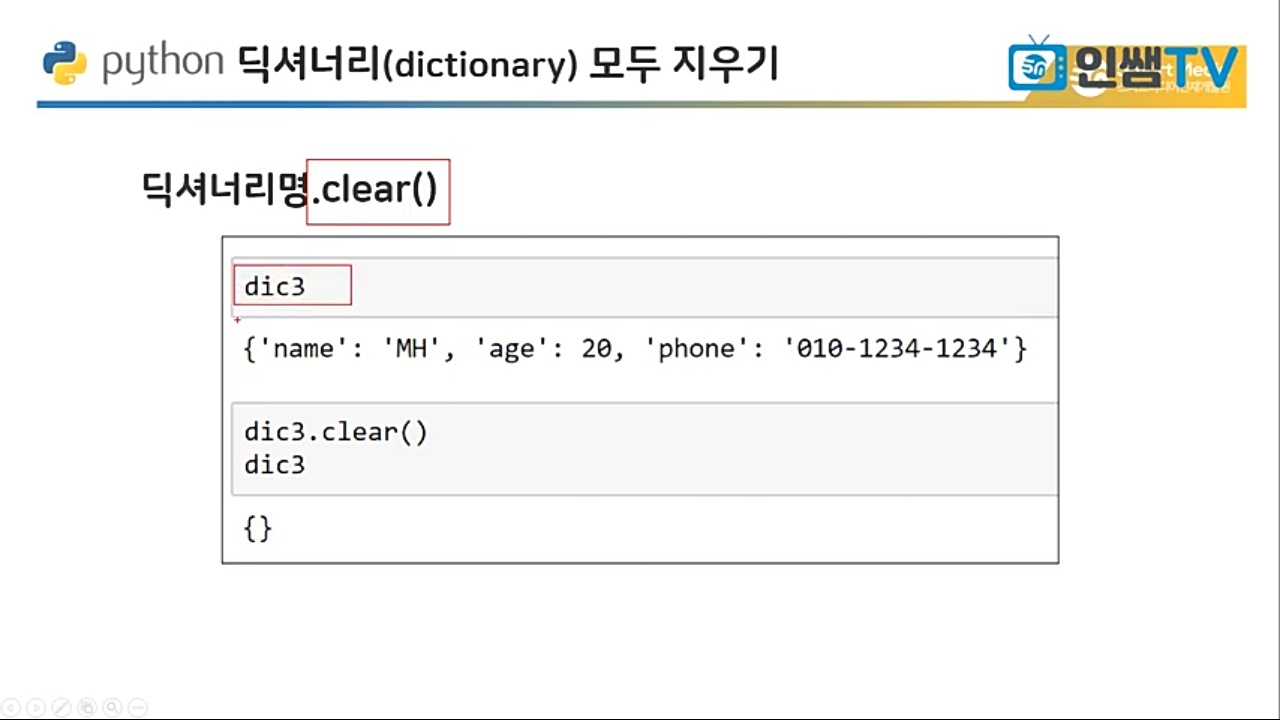 python 딕셔너리(dictionary) 모두 지우기
인쌤TV
딕셔너리명.clear()
dic3
{'name': 'MH', 'age': 20, 'phone': '010-1234-1234'}
dic3.clear()
dic3
{}